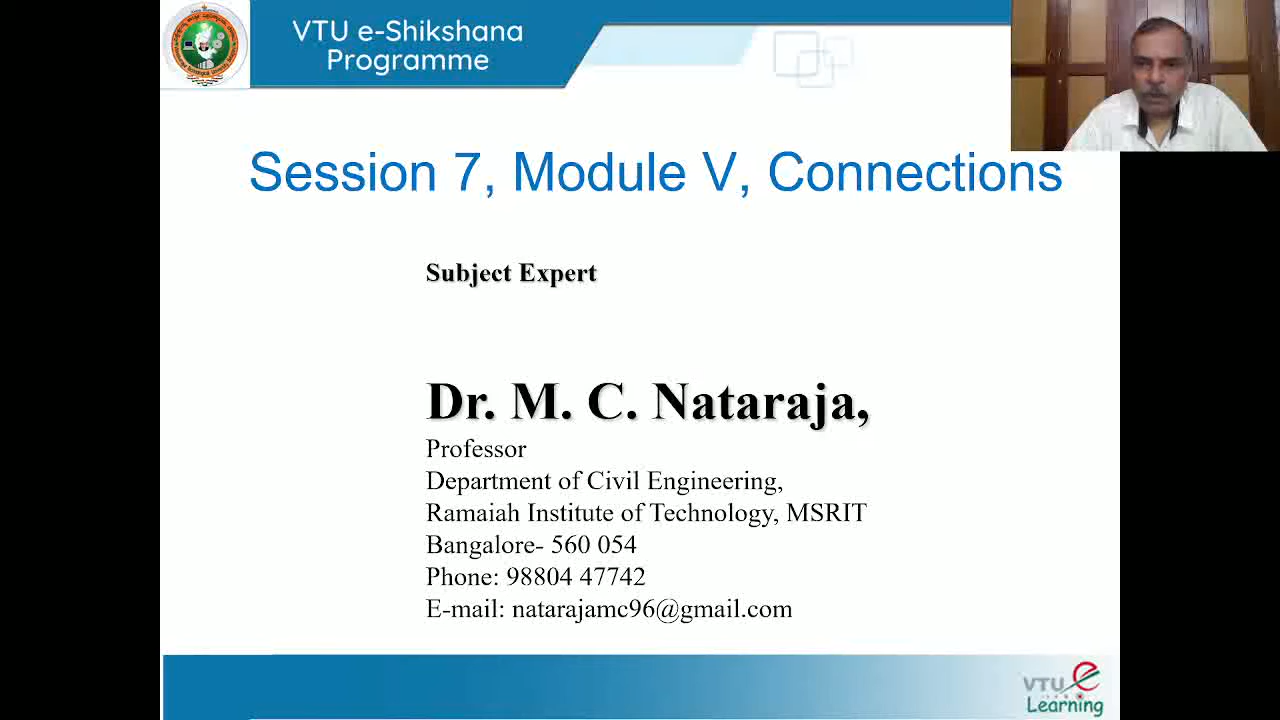 VTU e-Shikshana
Programme
Session 7, Module V, Connections
Subject Expert
Dr. M. C. Nataraja,
Professor
Department of Civil Engineering,
Ramaiah Institute of Technology, MSRIT
Bangalore- 560 054
Phone: 98804 47742
E-mail: natarajamc96@gmail.com
VTU e
Learning